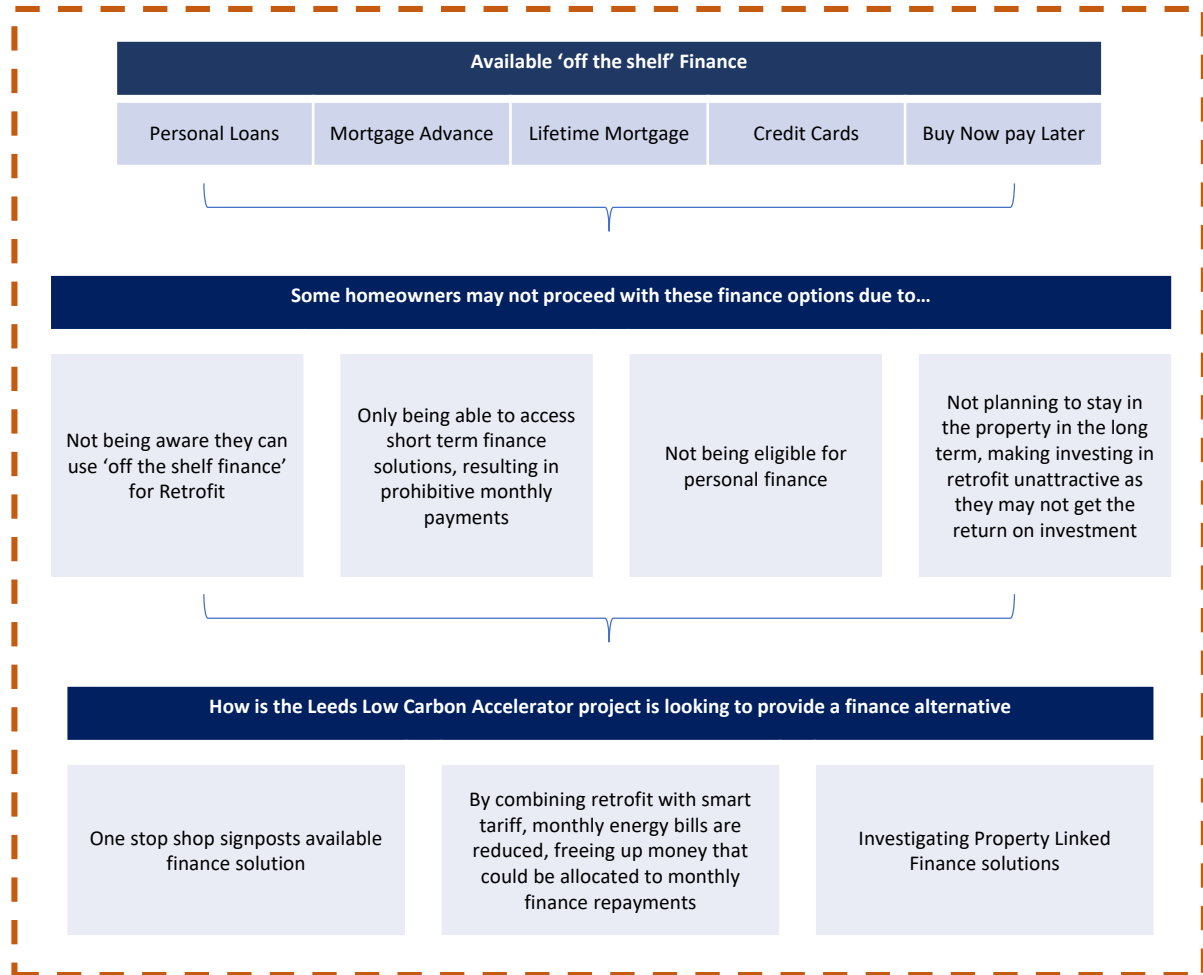 Available ‘off the shelf’ Finance
Personal Loans
Mortgage Advance
Lifetime Mortgage
Credit Cards
Buy Now pay Later
Some homeowners may not proceed with these finance options due to…
Not being aware they can
use ‘off the shelf finance’
for Retrofit
Only being able to access
short term finance
solutions, resulting in
prohibitive monthly
payments
Not being eligible for
personal finance
Not planning to stay in
the property in the long
term, making investing in
retrofit unattractive as
they may not get the
return on investment
How is the Leeds Low Carbon Accelerator project is looking to provide a finance alternative
One stop shop signposts available
finance solution
By combining retrofit with smart
tariff, monthly energy bills are
reduced, freeing up money that
could be allocated to monthly
finance repayments
Investigating Property Linked
Finance solutions